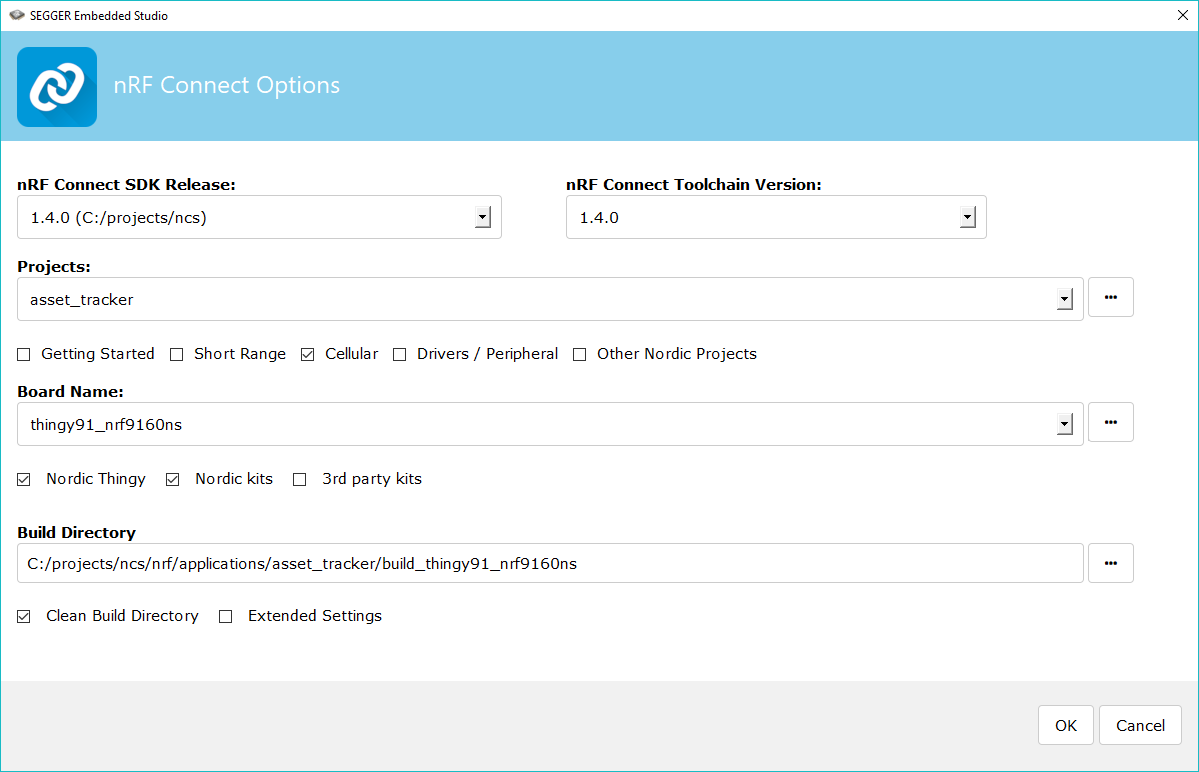 SEGGER Embedded Studio
nRF Connect Options
nRF Connect SDK Release: nRF Connect Toolchain Version:
1.4.0 (C:/projects/ncs) 1.4.0
Projects:
asset_tracker ...
Getting Started Short Range Cellular Drivers / Peripheral Other Nordic Projects
Board Name:
thingy91_nrf9160ns ...
Nordic Thingy Nordic kits 3rd party kits
Build Directory
C:/projects/ncs/nrf/applications/asset_tracker/build_thingy91_nrf9160ns ...
Clean Build Directory Extended Settings
OK Cancel